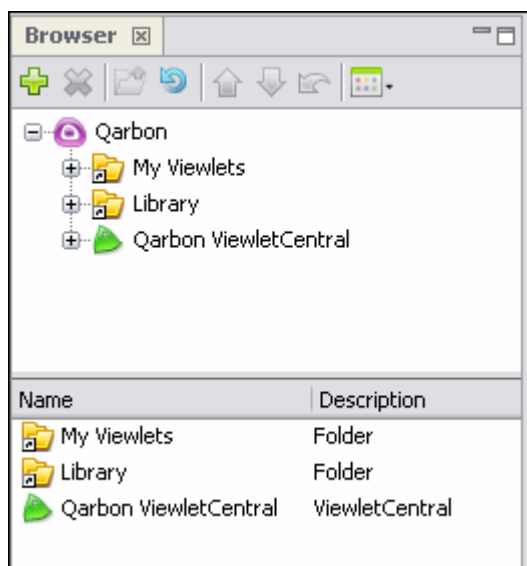 Browser
Qarbon
My Viewlets
Library
Qarbon ViewletCentral
Name Description
My Viewlets Folder
Library Folder
Qarbon ViewletCentral ViewletCentral